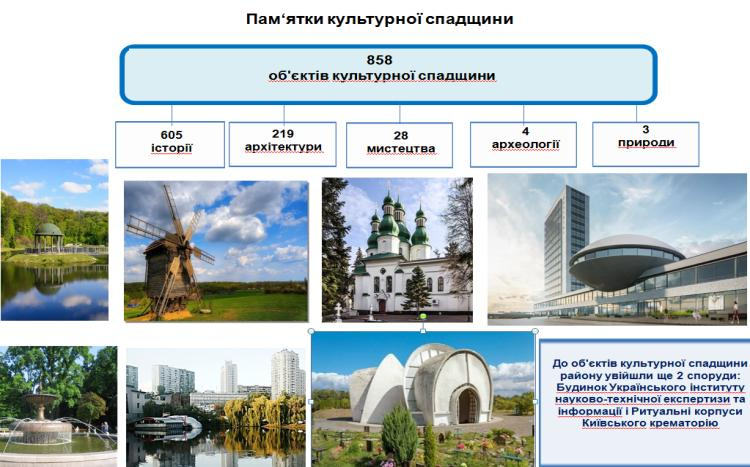 Пам‘ятки культурної спадщини
858
об'єктів культурної спадщини
605
історії
219
архітектури
28
мистецтва
4
археології
3
природи
До об'єктів культурної спадщини
району увійшли ще 2 споруди:
Будинок Українського інституту
науково-технічної експертизи та
інформації і Ритуальні корпуси
Київського крематорію